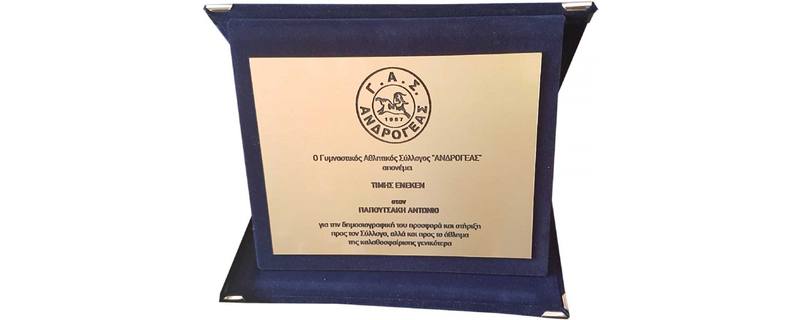 Γ.Α.Σ.
ΑΝΔΡΟΓΕΑΣ
1987
Ο Γυμναστικός Αθλητικός Σύλλογος "ΑΝΔΡΟΓΕΑΣ"
απονέμει
ΤΙΜΗΣ ΕΝΕΚΕΝ
στον
ΠΑΠΟΥΤΣΑΚΗ ΑΝΤΩΝΙΟ
για την δημοσιογραφική του προσφορά και στήριξη
προς τον Σύλλογο, αλλά και προς το άθλημα
της καλαθοσφαίρισης γενικότερα